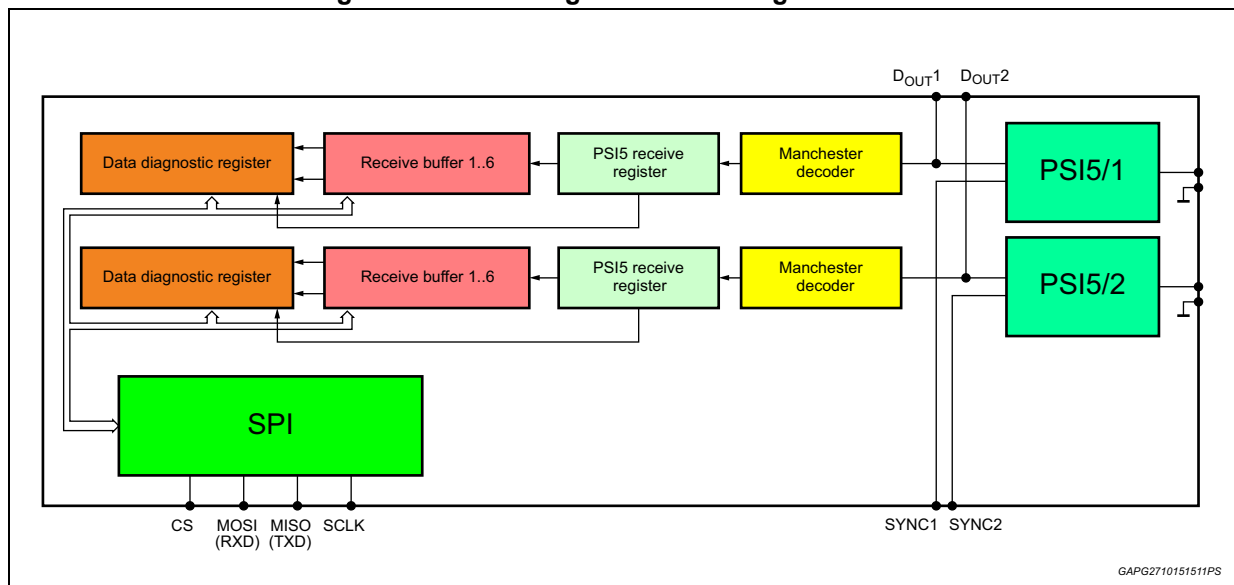 D_OUT1 D_OUT2
Data diagnostic register
Receive buffer 1..6
PSI5 receive
register
Manchester
decoder
PSI5/1
Data diagnostic register
Receive buffer 1..6
PSI5 receive
register
Manchester
decoder
PSI5/2
SPI
CS
MOSI
(RXD)
MISO
(TXD)
SCLK
SYNC1 SYNC2
GAPG2710151511PS